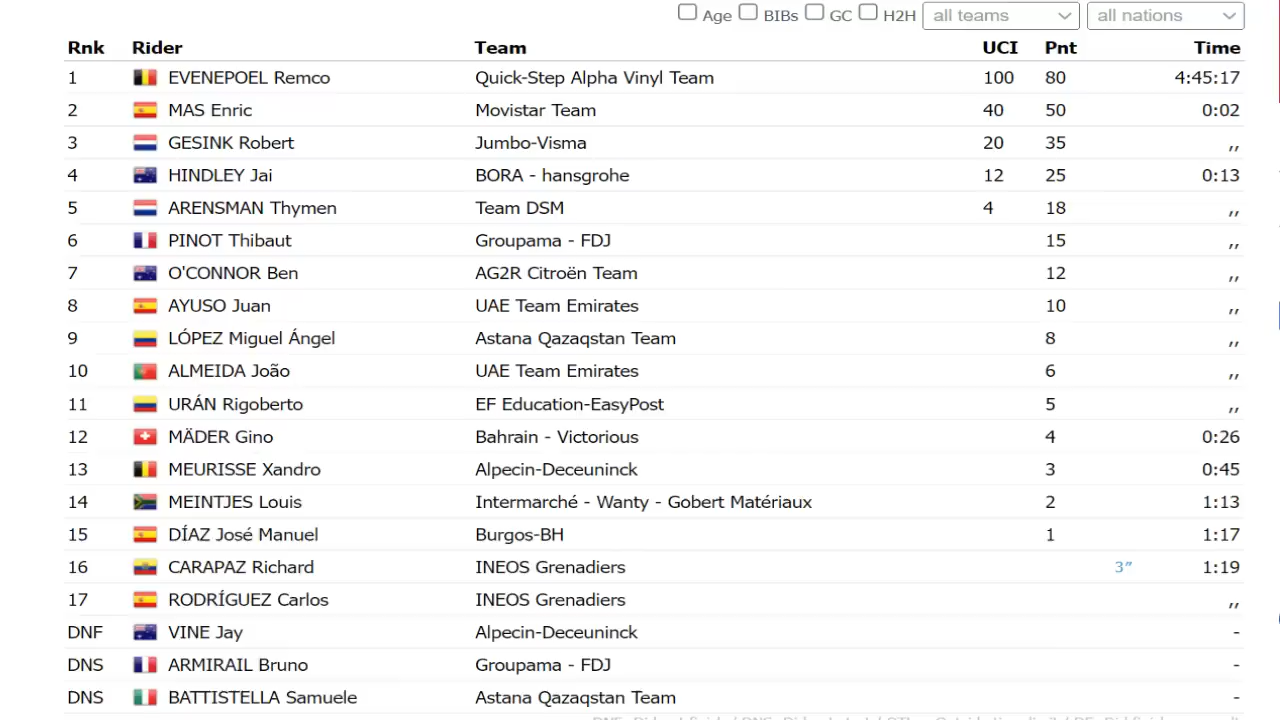 Age BIBs GC H2H all teams all nations
Rnk Rider Team UCI Pnt Time
1 EVENEPOEL Remco Quick-Step Alpha Vinyl Team 100 80 4:45:17
2 MAS Enric Movistar Team 40 50 0:02
3 GESINK Robert Jumbo-Visma 20 35 ,,
4 HINDLEY Jai BORA - hansgrohe 12 25 0:13
5 ARENSMAN Thymen Team DSM 4 18 ,,
6 PINOT Thibaut Groupama - FDJ 15 ,,
7 O'CONNOR Ben AG2R Citroën Team 12 ,,
8 AYUSO Juan UAE Team Emirates 10 ,,
9 LÓPEZ Miguel Ángel Astana Qazaqstan Team 8 ,,
10 ALMEIDA João UAE Team Emirates 6 ,,
11 URÁN Rigoberto EF Education-EasyPost 5 ,,
12 MÄDER Gino Bahrain - Victorious 4 0:26
13 MEURISSE Xandro Alpecin-Deceuninck 3 0:45
14 MEINTJES Louis Intermarché - Wanty - Gobert Matériaux 2 1:13
15 DÍAZ José Manuel Burgos-BH 1 1:17
16 CARAPAZ Richard INEOS Grenadiers 3″ 1:19
17 RODRÍGUEZ Carlos INEOS Grenadiers ,,
DNF VINE Jay Alpecin-Deceuninck -
DNS ARMIRAIL Bruno Groupama - FDJ -
DNS BATTISTELLA Samuele Astana Qazaqstan Team -